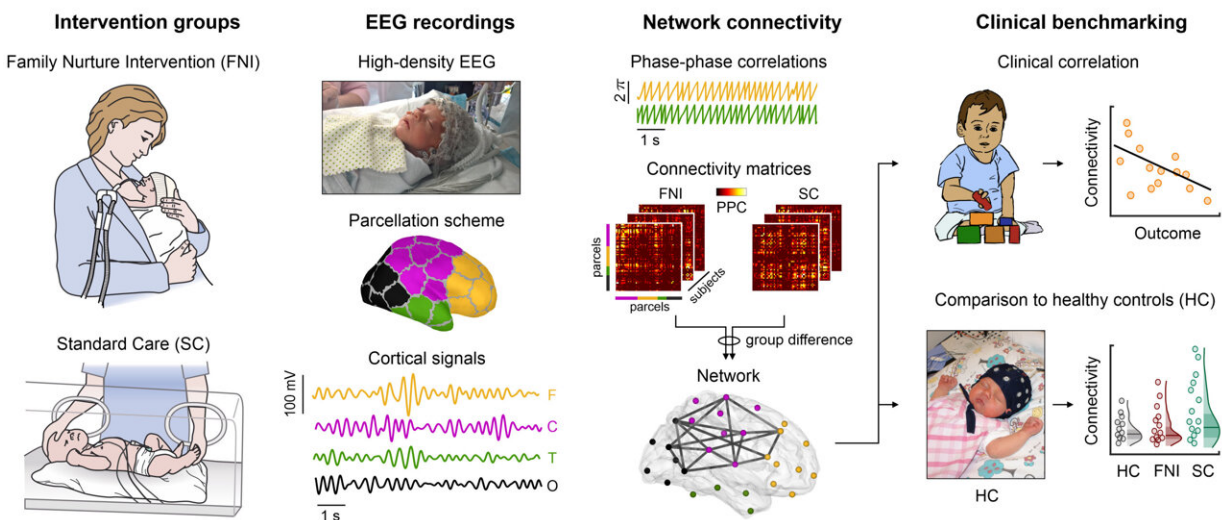 Intervention groups
Family Nurture Intervention (FNI)
Standard Care (SC)
EEG recordings
High-density EEG
Parcellation scheme
Cortical signals
100 mV
F
C
T
O
1 s
Network connectivity
Phase-phase correlations
2 π
1 s
Connectivity matrices
FNI
PPC
SC
parcels
parcels
subjects
group difference
Network
Clinical benchmarking
Clinical correlation
Connectivity
Outcome
Comparison to healthy controls (HC)
HC
Connectivity
HC FNI SC